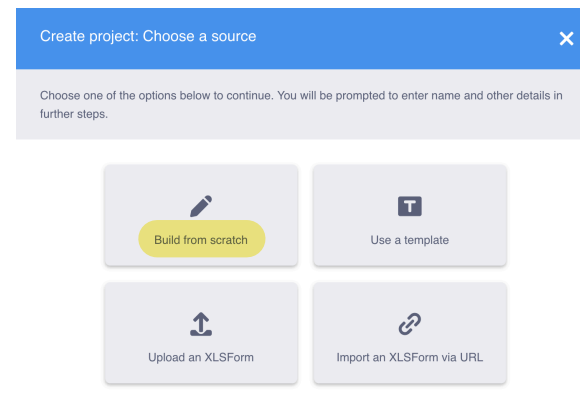 Create project: Choose a source
Choose one of the options below to continue. You will be prompted to enter name and other details in
further steps.
Build from scratch
T
Use a template
Upload an XLSForm
Import an XLSForm via URL